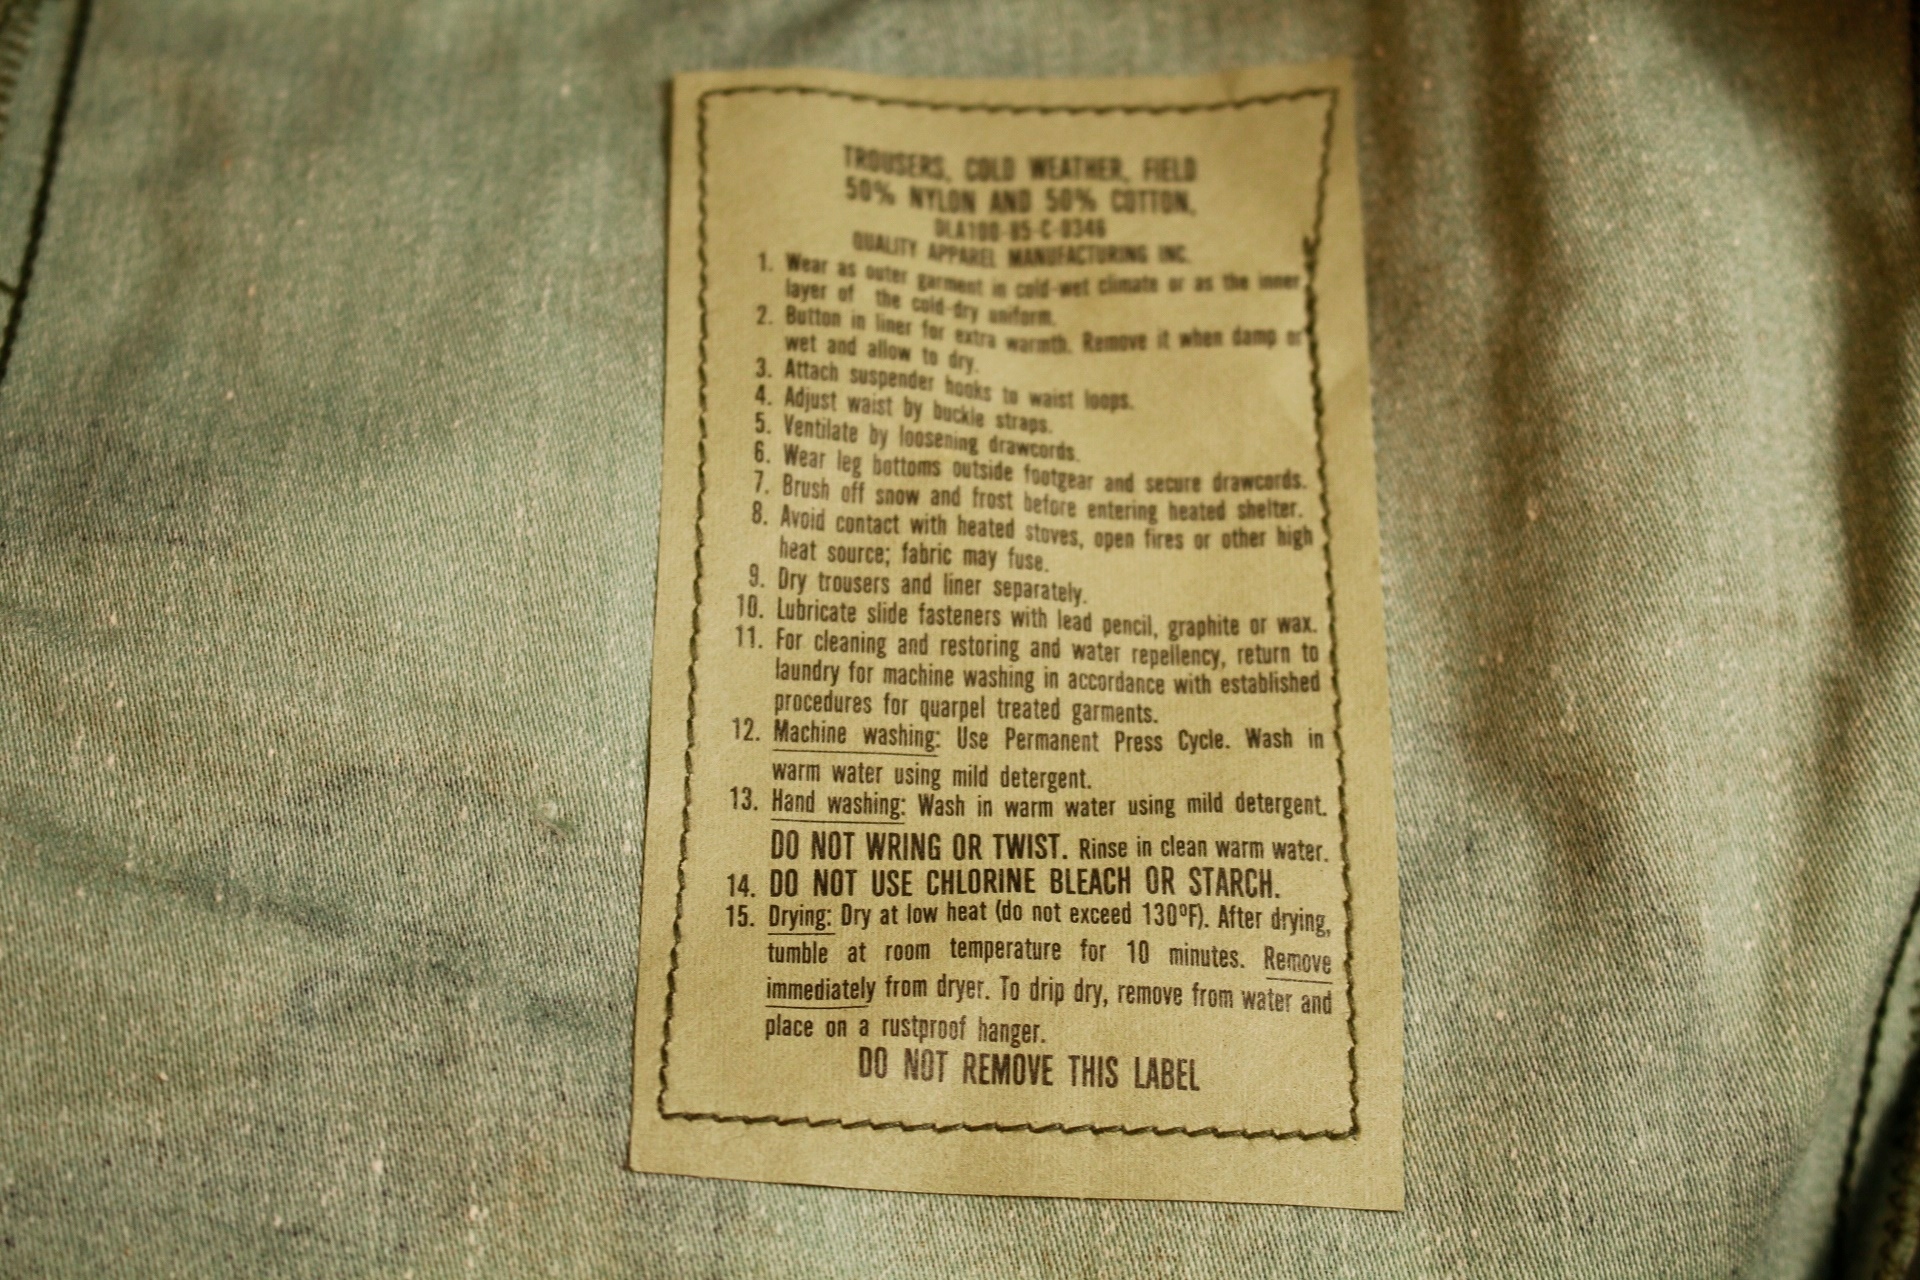 TROUSERS, COLD WEATHER, FIELD
50% NYLON AND 50% COTTON,
DLA100-85-C-0346
QUALITY APPAREL MANUFACTURING INC.
1. Wear as outer garment in cold-wet climate or as the inner
layer of the cold-dry uniform.
2. Button in liner for extra warmth. Remove it when damp or
wet and allow to dry.
3. Attach suspender hooks to waist loops.
4. Adjust waist by buckle straps.
5. Ventilate by loosening drawcords.
6. Wear leg bottoms outside footgear and secure drawcords.
7. Brush off snow and frost before entering heated shelter.
8. Avoid contact with heated stoves, open fires or other high
heat source; fabric may fuse.
9. Dry trousers and liner separately.
10. Lubricate slide fasteners with lead pencil, graphite or wax.
11. For cleaning and restoring and water repellency, return to
laundry for machine washing in accordance with established
procedures for quarpel treated garments.
12. Machine washing: Use Permanent Press Cycle. Wash in
warm water using mild detergent.
13. Hand washing: Wash in warm water using mild detergent.
DO NOT WRING OR TWIST. Rinse in clean warm water.
14. DO NOT USE CHLORINE BLEACH OR STARCH.
15. Drying: Dry at low heat (do not exceed 130ºF). After drying,
tumble at room temperature for 10 minutes. Remove
immediately from dryer. To drip dry, remove from water and
place on a rustproof hanger.
DO NOT REMOVE THIS LABEL